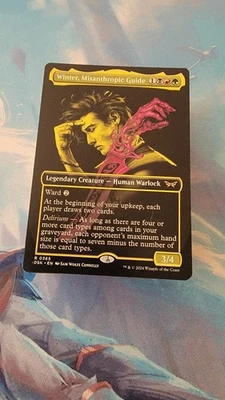 Winter, Misanthropic Guide 1
Legendary Creature — Human Warlock
Ward 2
At the beginning of your upkeep, each
player draws two cards.
Delirium — As long as there are four
or more card types among cards in your
graveyard, each opponent's maximum hand
size is equal to seven minus the number
of those card types.
3/4
R 0365
DSK • EN SAM WOLFE CONNELLY
™ & © 2024 Wizards of the Coast